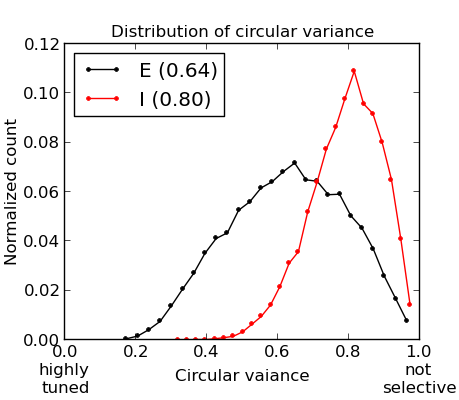 Distribution of circular variance
0.12
0.10
0.08
0.06
0.04
0.02
0.00
Normalized count
E (0.64)
I (0.80)
0.0 0.2 0.4 0.6 0.8 1.0
highly
tuned
Circular vaiance
not
selective